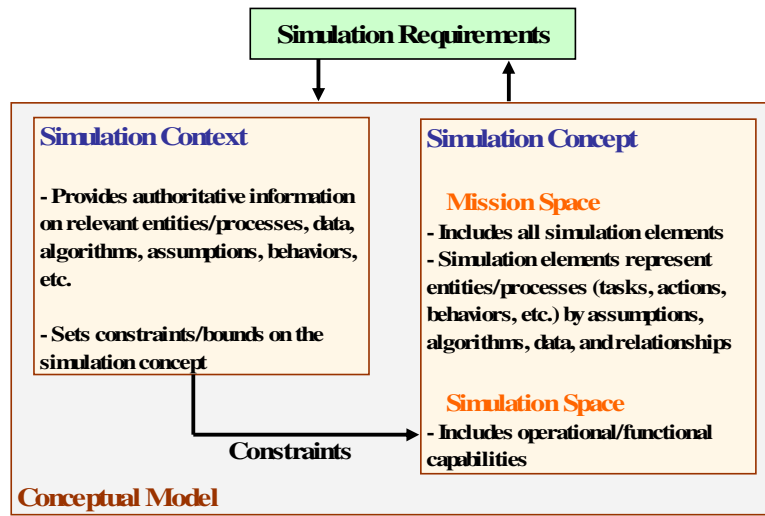 Simulation Requirements
Simulation Context
- Provides authoritative information
on relevant entities/processes, data,
algorithms, assumptions, behaviors,
etc.
- Sets constraints/bounds on the
simulation concept
Constraints
Simulation Concept
Mission Space
- Includes all simulation elements
- Simulation elements represent
entities/processes (tasks, actions,
behaviors, etc.) by assumptions,
algorithms, data, and relationships
Simulation Space
- Includes operational/functional
capabilities
Conceptual Model